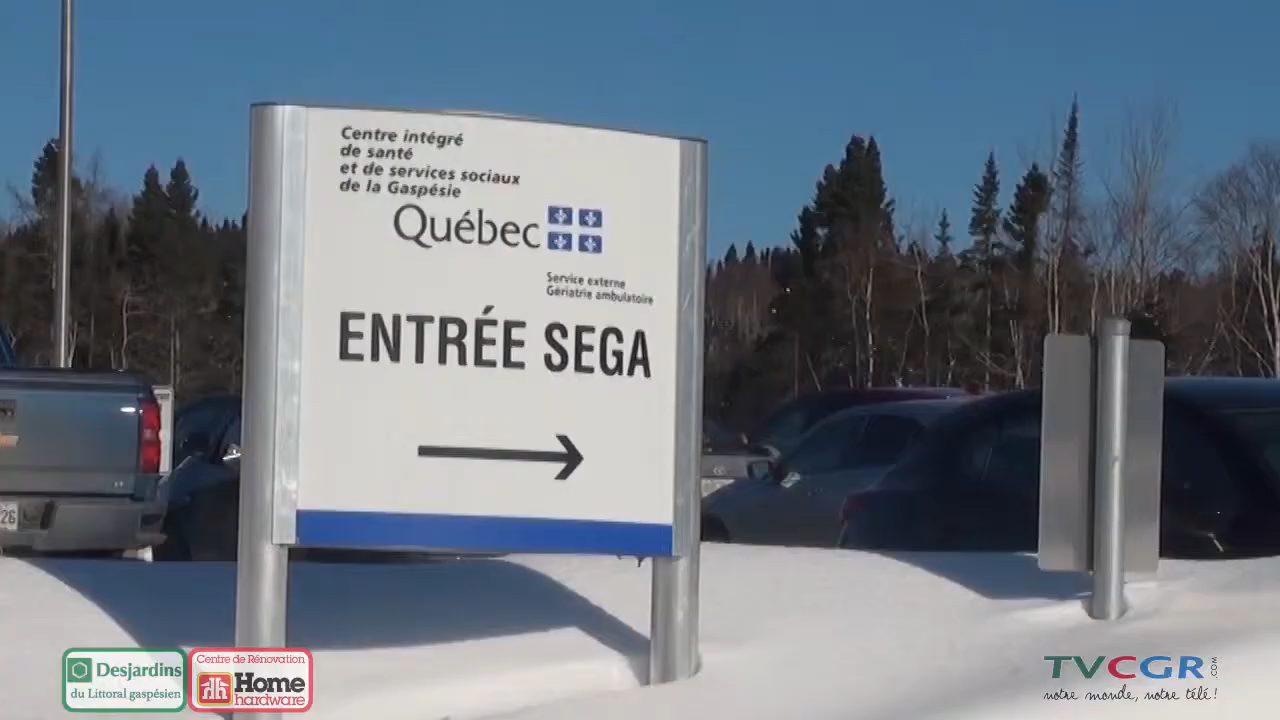 Centre intégré
de santé
et de services sociaux
de la Gaspésie
Québec
Service externe
Gériatrie ambulatoire
ENTRÉE SEGA
26
Desjardins
du Littoral gaspésien
Centre de Rénovation
Home
hardware
TVCGR.com
notre monde, notre télé!